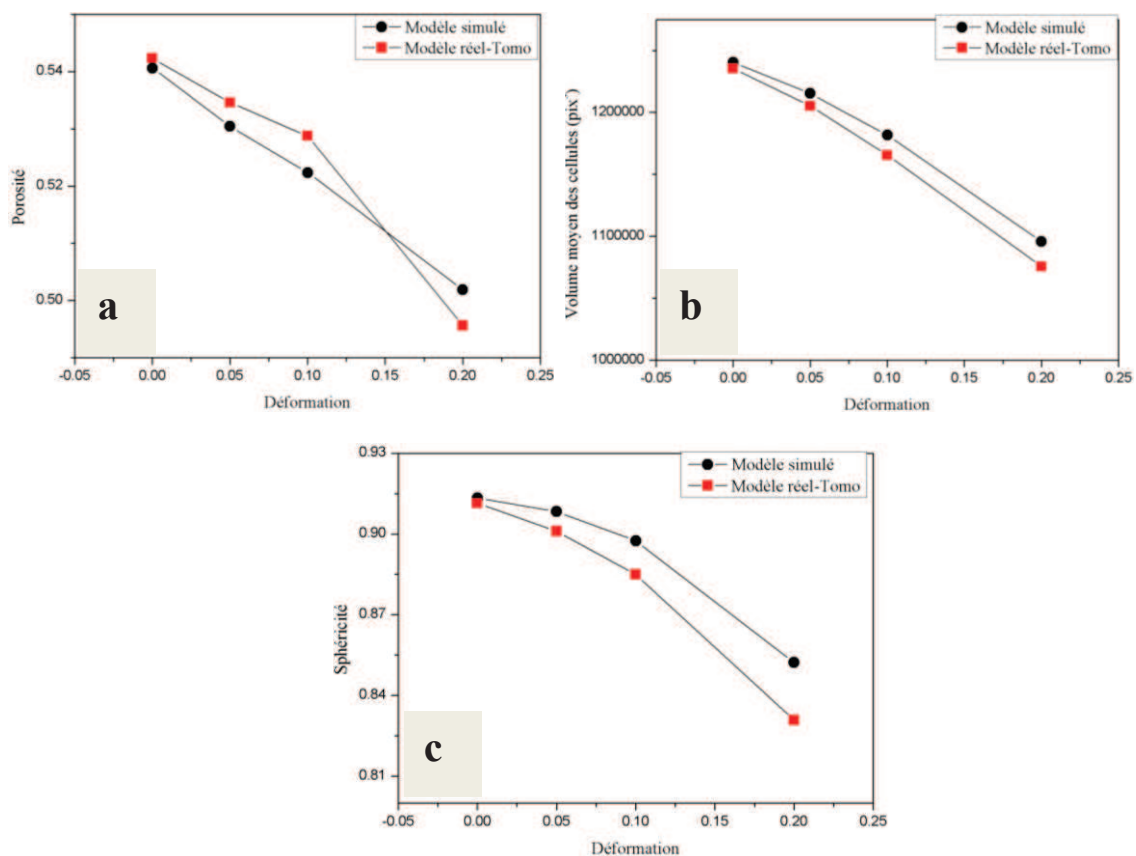 Modèle simulé
Modèle réel-Tomo
0.54
0.52
0.50
Porosité
a
-0.05 0.00 0.05 0.10 0.15 0.20 0.25
Déformation
Modèle simulé
Modèle réel-Tomo
1200000
1100000
1000000
Volume moyen des cellules (pix
b
-0.05 0.00 0.05 0.10 0.15 0.20 0.25
Déformation
Modèle simulé
Modèle réel-Tomo
0.93
0.90
0.87
0.84
0.81
Sphéricité
c
-0.05 0.00 0.05 0.10 0.15 0.20 0.25
Déformation